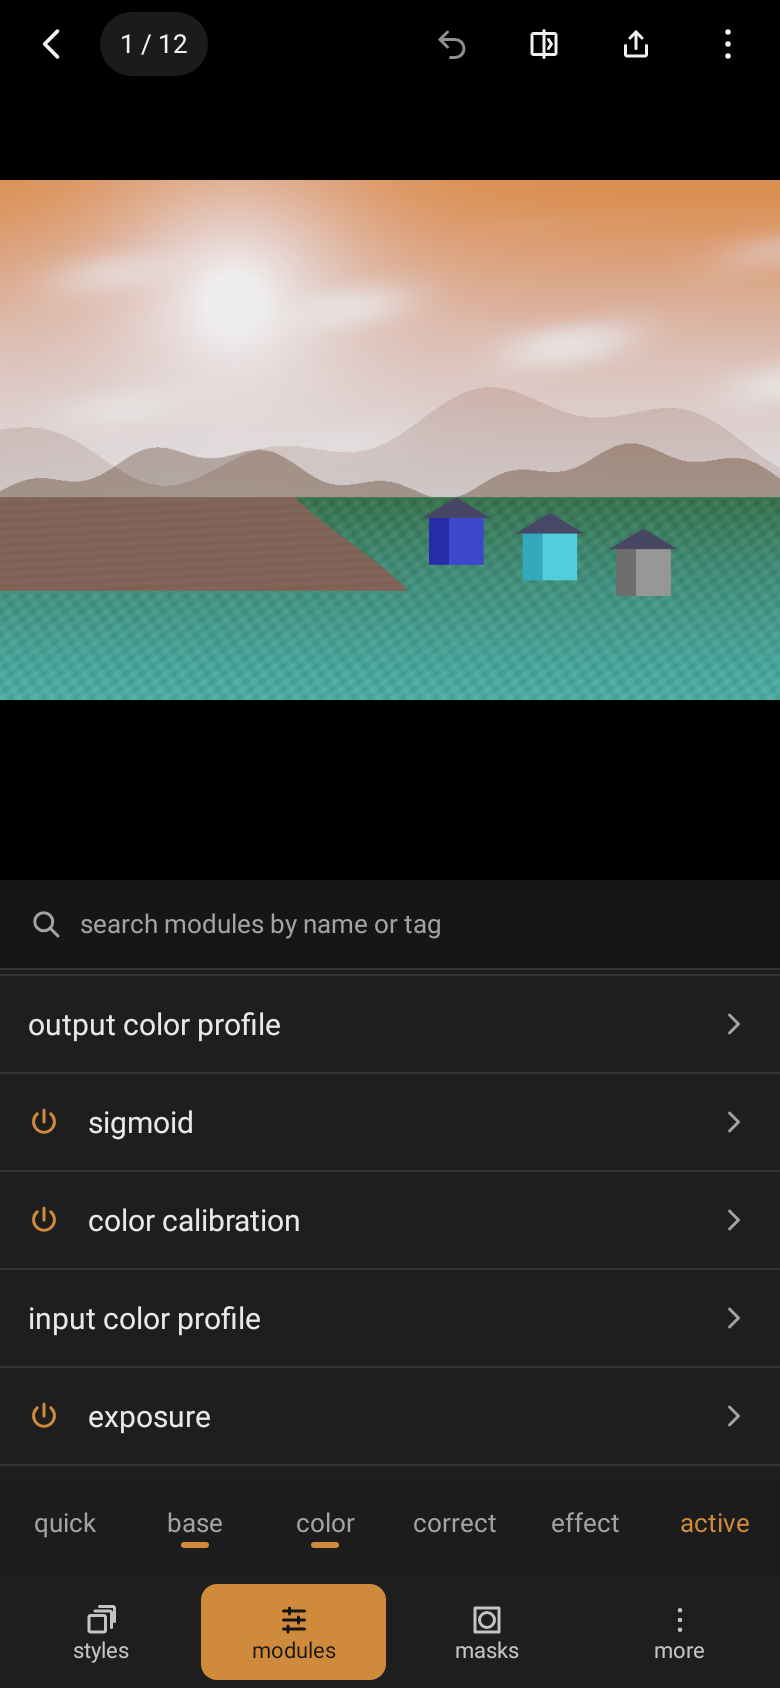 1 / 12
search modules by name or tag
output color profile
sigmoid
color calibration
input color profile
exposure
quick base color correct effect active
styles modules masks more